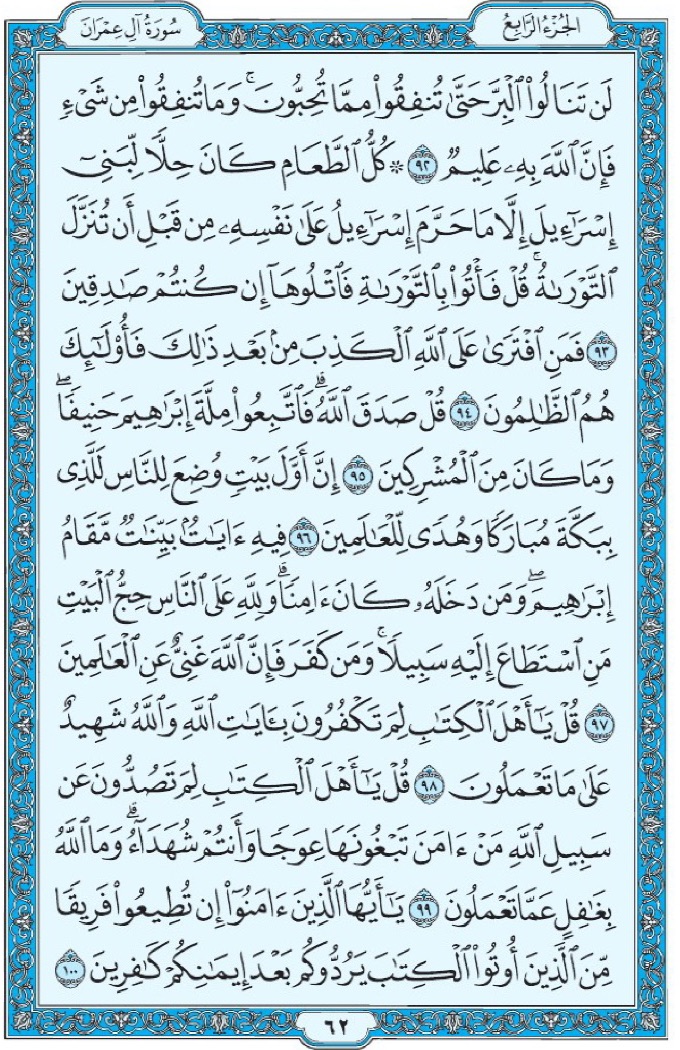 الجُزْءُ الرَّابِعُ
سُورَةُ آلِ عِمْرَانَ
لَن تَنَالُوا۟ ٱلْبِرَّ حَتَّىٰ تُنفِقُوا۟ مِمَّا تُحِبُّونَ ۚ وَمَا تُنفِقُوا۟ مِن شَىْءٍ
فَإِنَّ ٱللَّهَ بِهِۦ عَلِيمٌ ٩٢ ۞ كُلُّ ٱلطَّعَامِ كَانَ حِلًّا لِّبَنِىٓ
إِسْرَٰٓءِيلَ إِلَّا مَا حَرَّمَ إِسْرَٰٓءِيلُ عَلَىٰ نَفْسِهِۦ مِن قَبْلِ أَن تُنَزَّلَ
ٱلتَّوْرَىٰةُ ۗ قُلْ فَأْتُوا۟ بِٱلتَّوْرَىٰةِ فَٱتْلُوهَآ إِن كُنتُمْ صَٰدِقِينَ
٩٣ فَمَنِ ٱفْتَرَىٰ عَلَى ٱللَّهِ ٱلْكَذِبَ مِنۢ بَعْدِ ذَٰلِكَ فَأُو۟لَٰٓئِكَ
هُمُ ٱلظَّٰلِمُونَ ٩٤ قُلْ صَدَقَ ٱللَّهُ ۗ فَٱتَّبِعُوا۟ مِلَّةَ إِبْرَٰهِيمَ حَنِيفًا ۖ
وَمَا كَانَ مِنَ ٱلْمُشْرِكِينَ ٩٥ إِنَّ أَوَّلَ بَيْتٍ وُضِعَ لِلنَّاسِ لَلَّذِى
بِبَكَّةَ مُبَارَكًا وَهُدًى لِّلْعَٰلَمِينَ ٩٦ فِيهِ ءَايَٰتٌۢ بَيِّنَٰتٌ مَّقَامُ
إِبْرَٰهِيمَ ۖ وَمَن دَخَلَهُۥ كَانَ ءَامِنًا ۗ وَلِلَّهِ عَلَى ٱلنَّاسِ حِجُّ ٱلْبَيْتِ
مَنِ ٱسْتَطَاعَ إِلَيْهِ سَبِيلًا ۚ وَمَن كَفَرَ فَإِنَّ ٱللَّهَ غَنِىٌّ عَنِ ٱلْعَٰلَمِينَ
٩٧ قُلْ يَٰٓأَهْلَ ٱلْكِتَٰبِ لِمَ تَكْفُرُونَ بِـَٔايَٰتِ ٱللَّهِ وَٱللَّهُ شَهِيدٌ
عَلَىٰ مَا تَعْمَلُونَ ٩٨ قُلْ يَٰٓأَهْلَ ٱلْكِتَٰبِ لِمَ تَصُدُّونَ عَن
سَبِيلِ ٱللَّهِ مَنْ ءَامَنَ تَبْغُونَهَا عِوَجًا وَأَنتُمْ شُهَدَآءُ ۗ وَمَا ٱللَّهُ
بِغَٰفِلٍ عَمَّا تَعْمَلُونَ ٩٩ يَٰٓأَيُّهَا ٱلَّذِينَ ءَامَنُوٓا۟ إِن تُطِيعُوا۟ فَرِيقًا
مِّنَ ٱلَّذِينَ أُوتُوا۟ ٱلْكِتَٰبَ يَرُدُّوكُم بَعْدَ إِيمَٰنِكُمْ كَٰفِرِينَ ١٠٠
٦٢